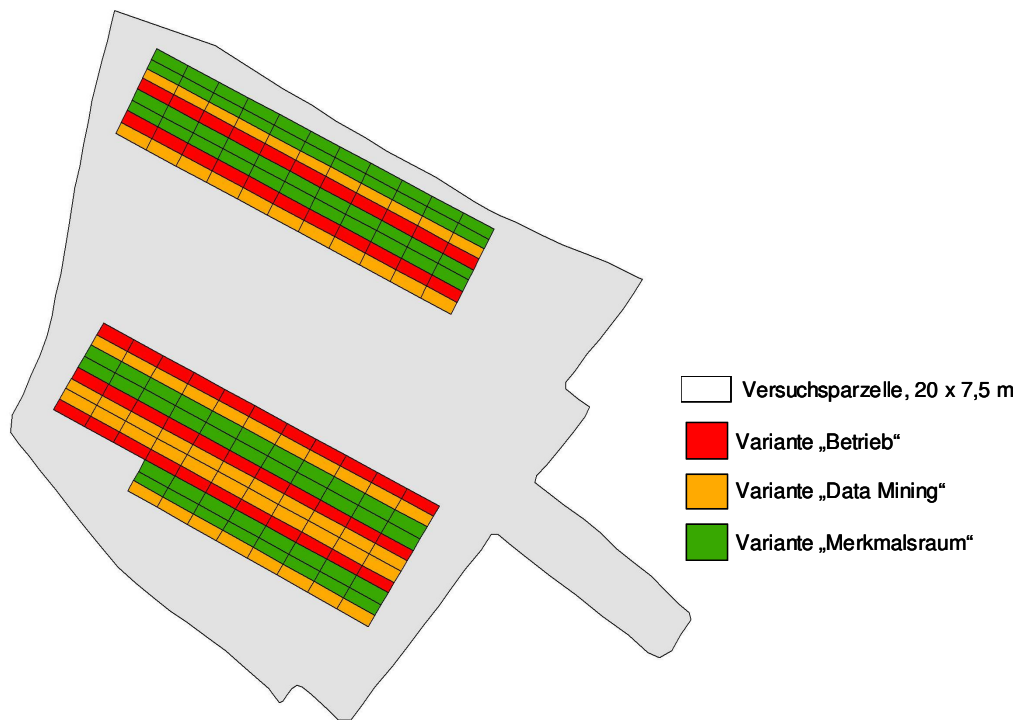 Versuchsparzelle, 20 x 7,5 m
Variante „Betrieb“
Variante „Data Mining“
Variante „Merkmalsraum“